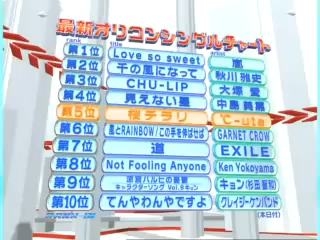 最新オリコンシングルチャート
rank title artist
第1位 Love so sweet 嵐
第2位 千の風になって 秋川 雅史
第3位 CHU-LIP 大塚 愛
第4位 見えない星 中島 美嘉
第5位 桜チラリ ℃-ute
第6位 風とRAINBOW/この手を伸ばせば GARNET CROW
第7位 道 EXILE
第8位 Not Fooling Anyone Ken Yokoyama
第9位 涼宮ハルヒの憂鬱 キャラクターソング Vol.9キョン キョン(杉田 智和)
第10位 てんやわんやですよ クレイジーケンバンド
(本日付)